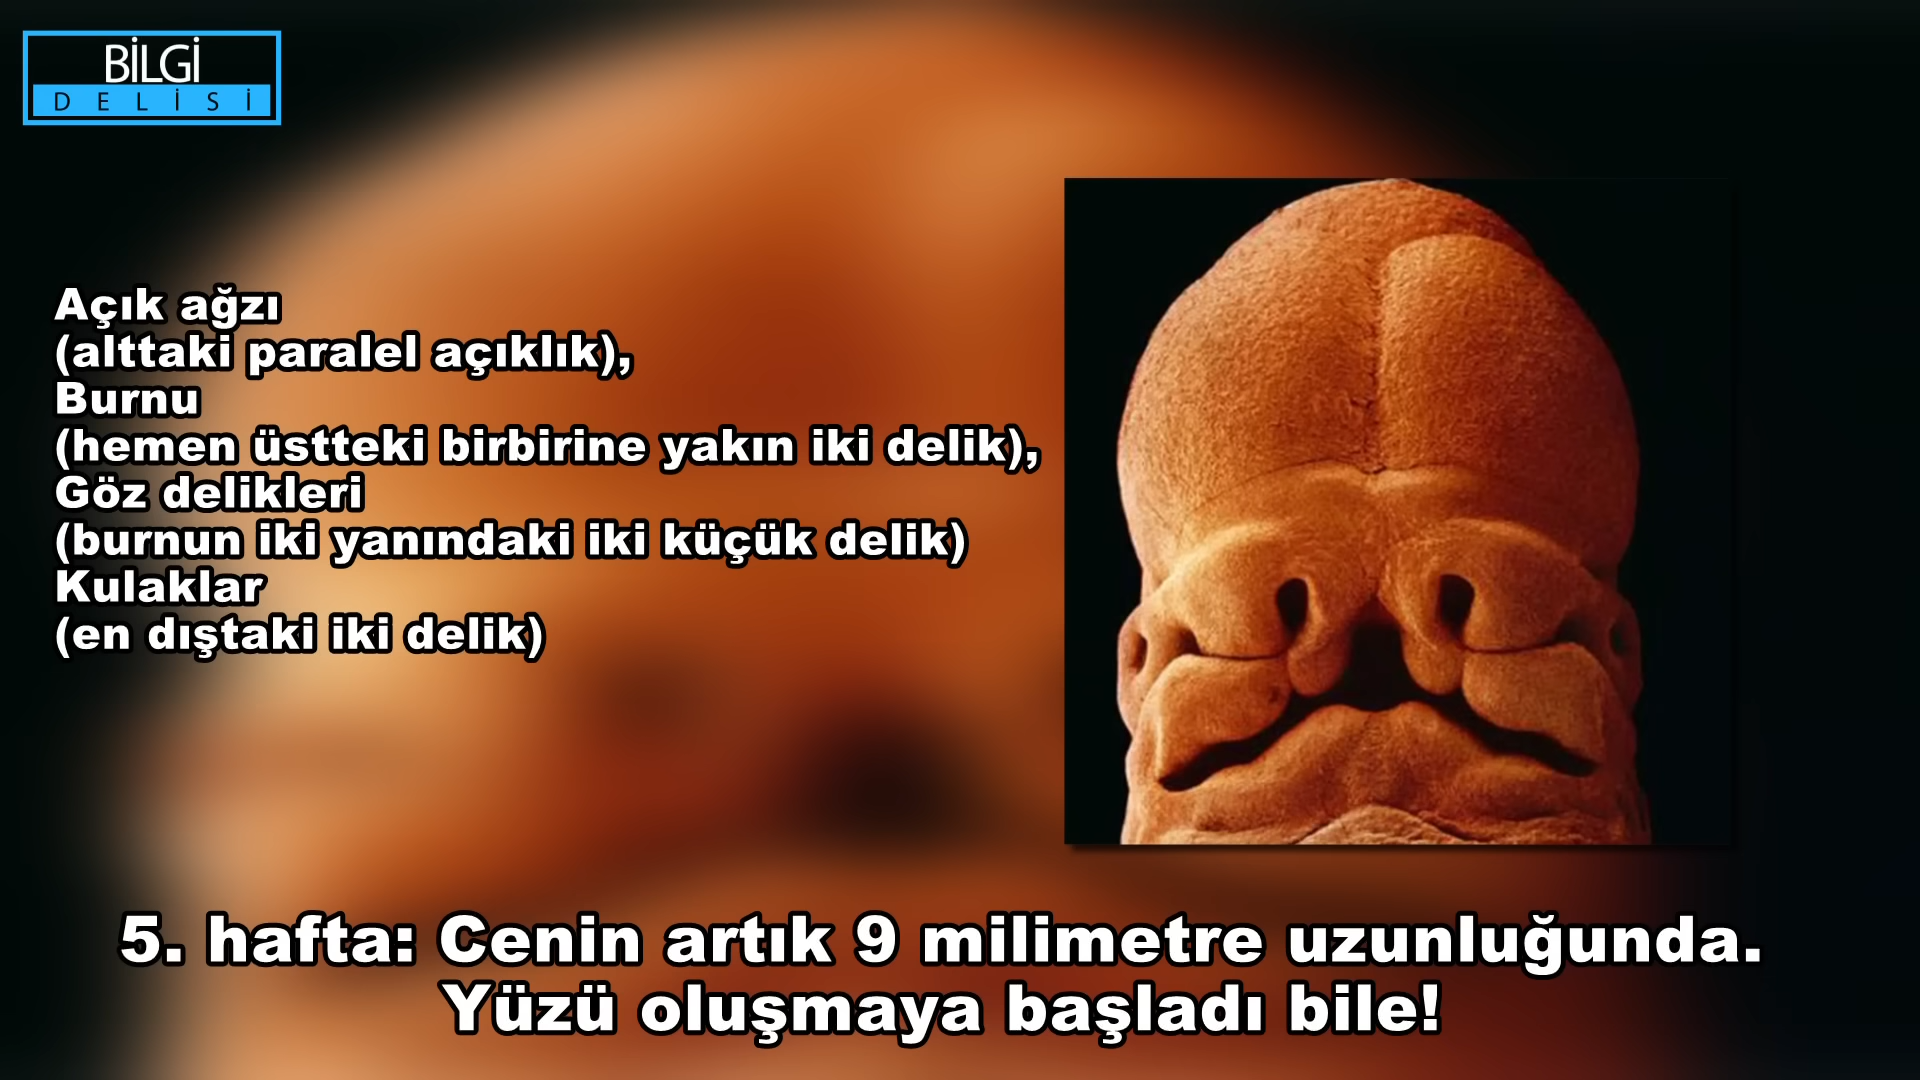 BİLGİ
DELİSİ
Açık ağzı
(alttaki paralel açıklık),
Burnu
(hemen üstteki birbirine yakın iki delik),
Göz delikleri
(burnun iki yanındaki iki küçük delik)
Kulaklar
(en dıştaki iki delik)
5. hafta: Cenin artık 9 milimetre uzunluğunda.
Yüzü oluşmaya başladı bile!